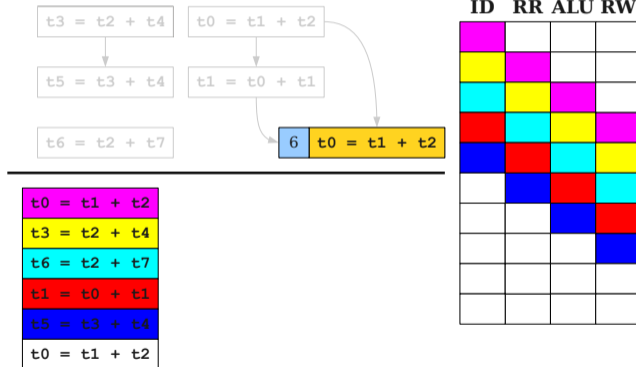 ID RR ALU RW
t3 = t2 + t4 t0 = t1 + t2
t5 = t3 + t4 t1 = t0 + t1
t6 = t2 + t7 6 t0 = t1 + t2
t0 = t1 + t2
t3 = t2 + t4
t6 = t2 + t7
t1 = t0 + t1
t5 = t3 + t4
t0 = t1 + t2